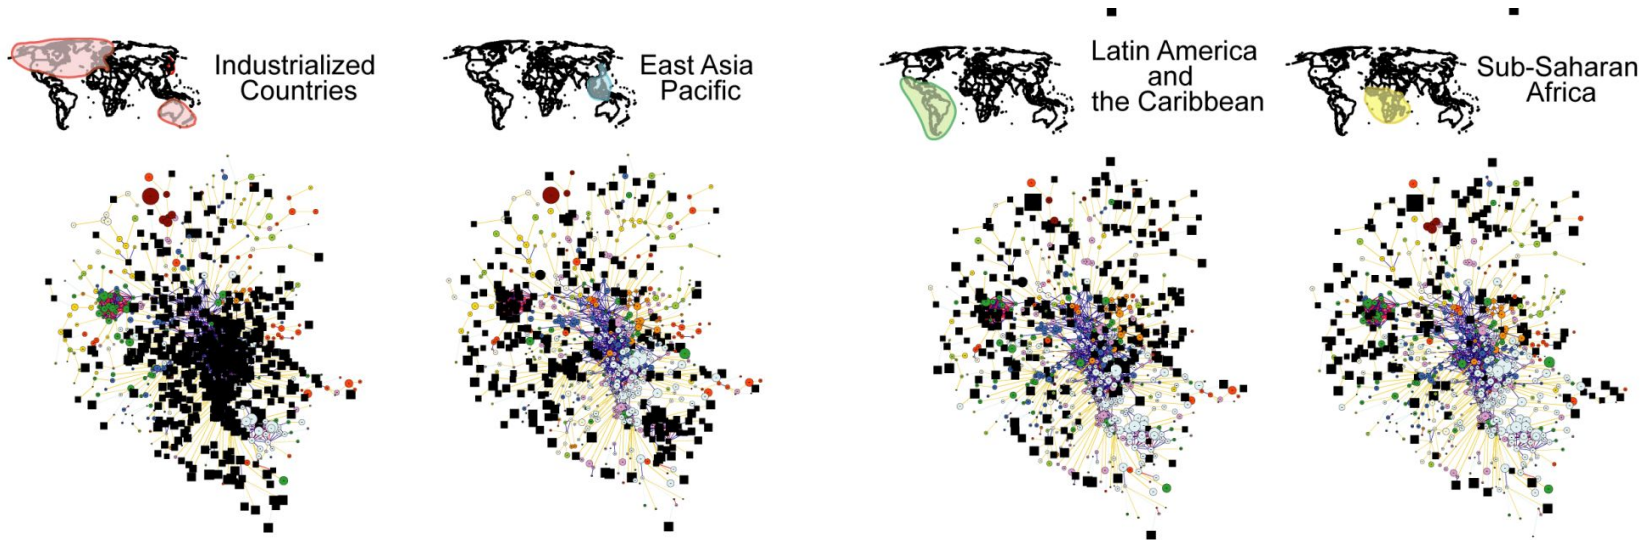 Industrialized
Countries
East Asia
Pacific
Latin America
and
the Caribbean
Sub-Saharan
Africa